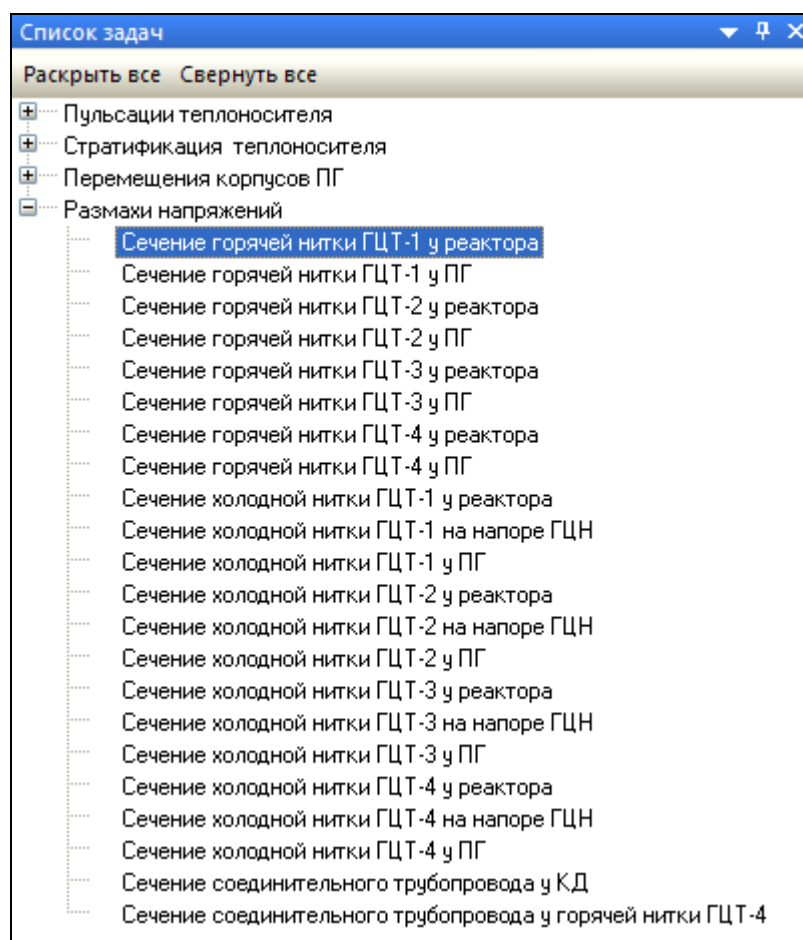 Список задач
Раскрыть все Свернуть все
Пульсации теплоносителя
Стратификация теплоносителя
Перемещения корпусов ПГ
Размахи напряжений
Сечение горячей нитки ГЦТ-1 у реактора
Сечение горячей нитки ГЦТ-1 у ПГ
Сечение горячей нитки ГЦТ-2 у реактора
Сечение горячей нитки ГЦТ-2 у ПГ
Сечение горячей нитки ГЦТ-3 у реактора
Сечение горячей нитки ГЦТ-3 у ПГ
Сечение горячей нитки ГЦТ-4 у реактора
Сечение горячей нитки ГЦТ-4 у ПГ
Сечение холодной нитки ГЦТ-1 у реактора
Сечение холодной нитки ГЦТ-1 на напоре ГЦН
Сечение холодной нитки ГЦТ-1 у ПГ
Сечение холодной нитки ГЦТ-2 у реактора
Сечение холодной нитки ГЦТ-2 на напоре ГЦН
Сечение холодной нитки ГЦТ-2 у ПГ
Сечение холодной нитки ГЦТ-3 у реактора
Сечение холодной нитки ГЦТ-3 на напоре ГЦН
Сечение холодной нитки ГЦТ-3 у ПГ
Сечение холодной нитки ГЦТ-4 у реактора
Сечение холодной нитки ГЦТ-4 на напоре ГЦН
Сечение холодной нитки ГЦТ-4 у ПГ
Сечение соединительного трубопровода у КД
Сечение соединительного трубопровода у горячей нитки ГЦТ-4